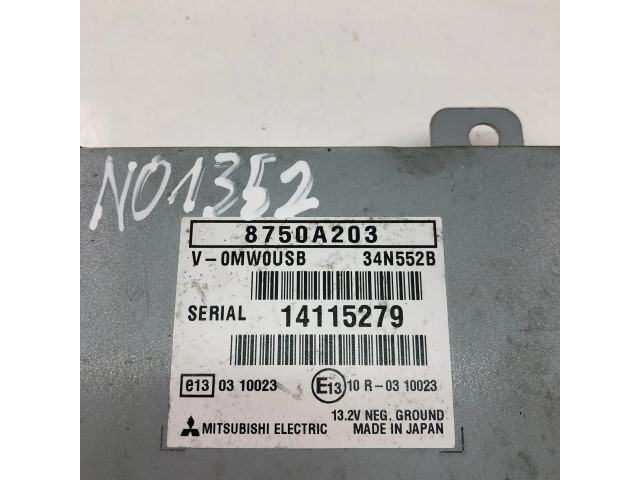 NO1352
8750A203
V-0MW0USB 34N552B
SERIAL 14115279
e13 03 10023 E13 10 R-03 10023
13.2V NEG. GROUND
MITSUBISHI ELECTRIC MADE IN JAPAN